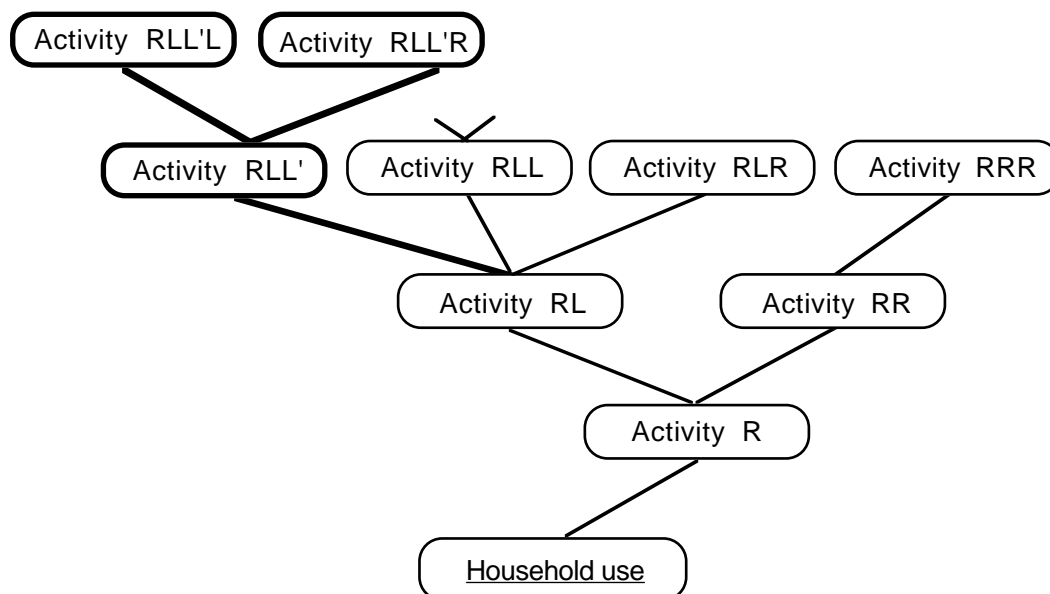 Activity RLL'L
Activity RLL'R
Activity RLL'
Activity RLL
Activity RLR
Activity RRR
Activity RL
Activity RR
Activity R
Household use